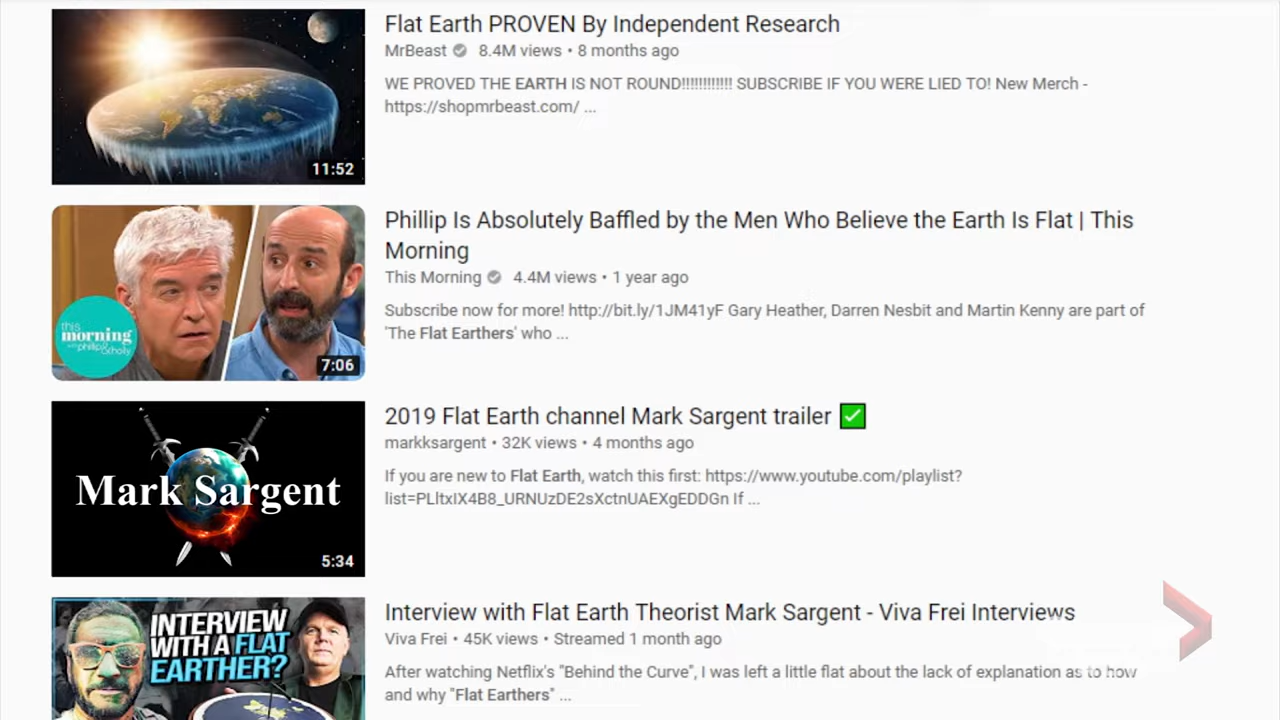 Flat Earth PROVEN By Independent Research
MrBeast 8.4M views • 8 months ago
WE PROVED THE EARTH IS NOT ROUND!!!!!!!!!!!! SUBSCRIBE IF YOU WERE LIED TO! New Merch -
https://shopmrbeast.com/ ...
11:52
Phillip Is Absolutely Baffled by the Men Who Believe the Earth Is Flat | This
Morning
This Morning 4.4M views • 1 year ago
Subscribe now for more! http://bit.ly/1JM41yF Gary Heather, Darren Nesbit and Martin Kenny are part of
'The Flat Earthers' who ...
this
morning
with phillip & holly
7:06
2019 Flat Earth channel Mark Sargent trailer ✅
markksargent • 32K views • 4 months ago
If you are new to Flat Earth, watch this first: https://www.youtube.com/playlist?
list=PLltxIX4B8_URNUzDE2sXctnUAEXgEDDGn If ...
Mark Sargent
5:34
Interview with Flat Earth Theorist Mark Sargent - Viva Frei Interviews
Viva Frei • 45K views • Streamed 1 month ago
After watching Netflix's "Behind the Curve", I was left a little flat about the lack of explanation as to how
and why "Flat Earthers" ...
INTERVIEW
WITH A FLAT
EARTHER?